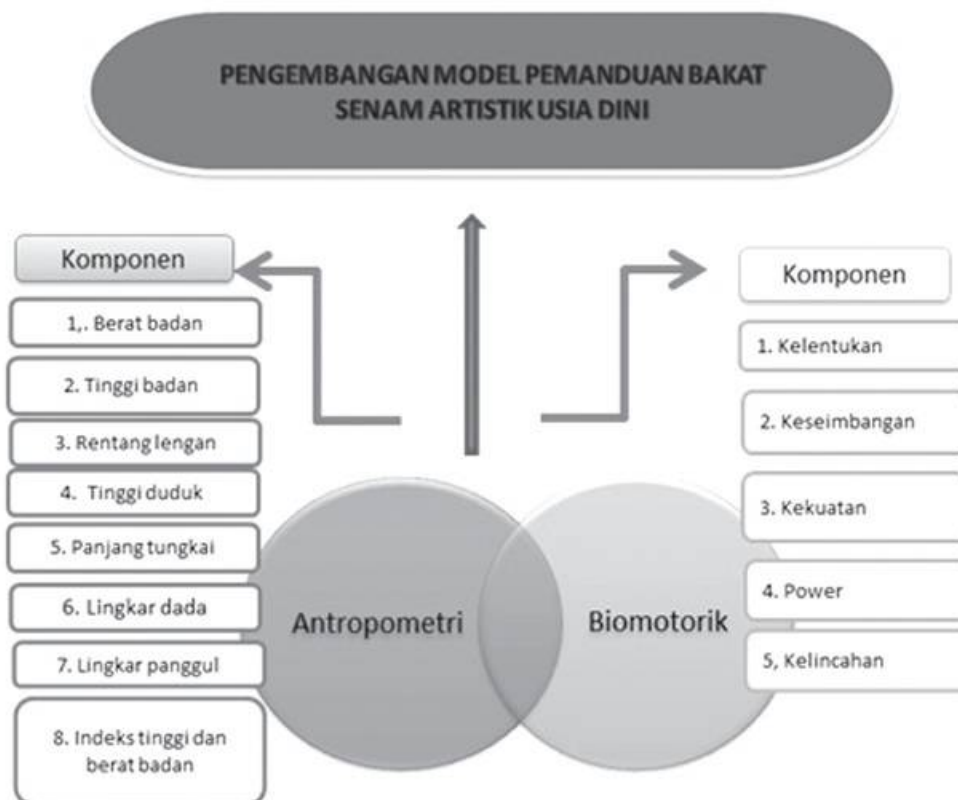 PENGEMBANGAN MODEL PEMANDUAN BAKAT
SENAM ARTISTIK USIA DINI
Komponen
1,. Berat badan
2. Tinggi badan
3. Rentang lengan
4. Tinggi duduk
5. Panjang tungkai
6. Lingkar dada
7. Lingkar panggul
8. Indeks tinggi dan
berat badan
Antropometri
Biomotorik
Komponen
1. Kelentukan
2. Keseimbangan
3. Kekuatan
4. Power
5, Kelincahan